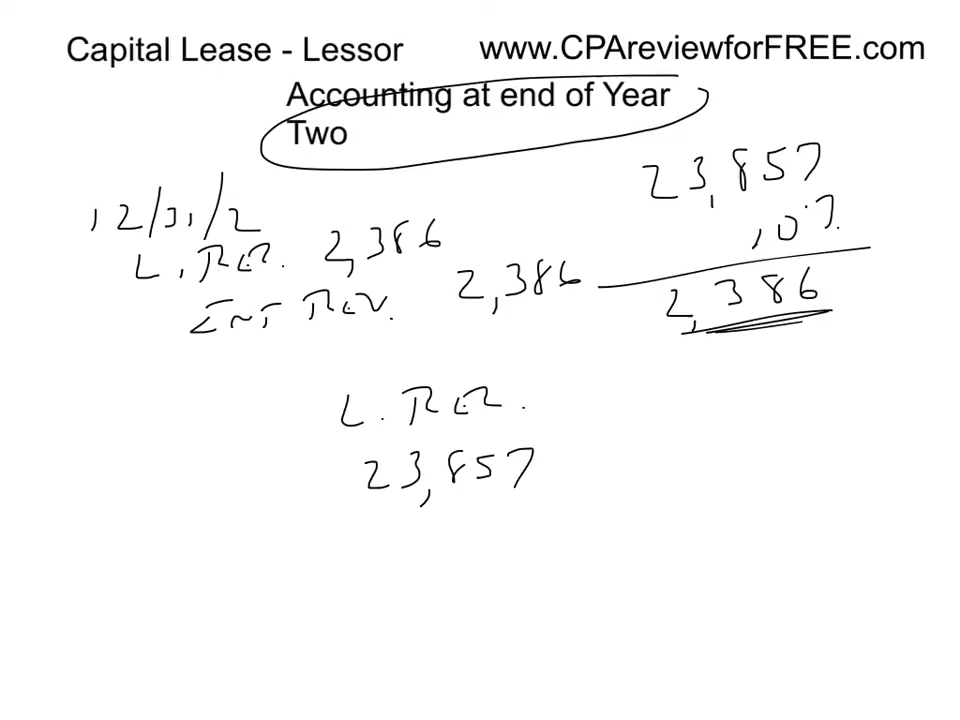 Capital Lease - Lessor
www.CPAreviewforFREE.com
Accounting at end of Year
Two
23,857
12/31/2
.10%
L. REC. 2,386
INT REV. 2,386
2,386
L. REC.
23,857